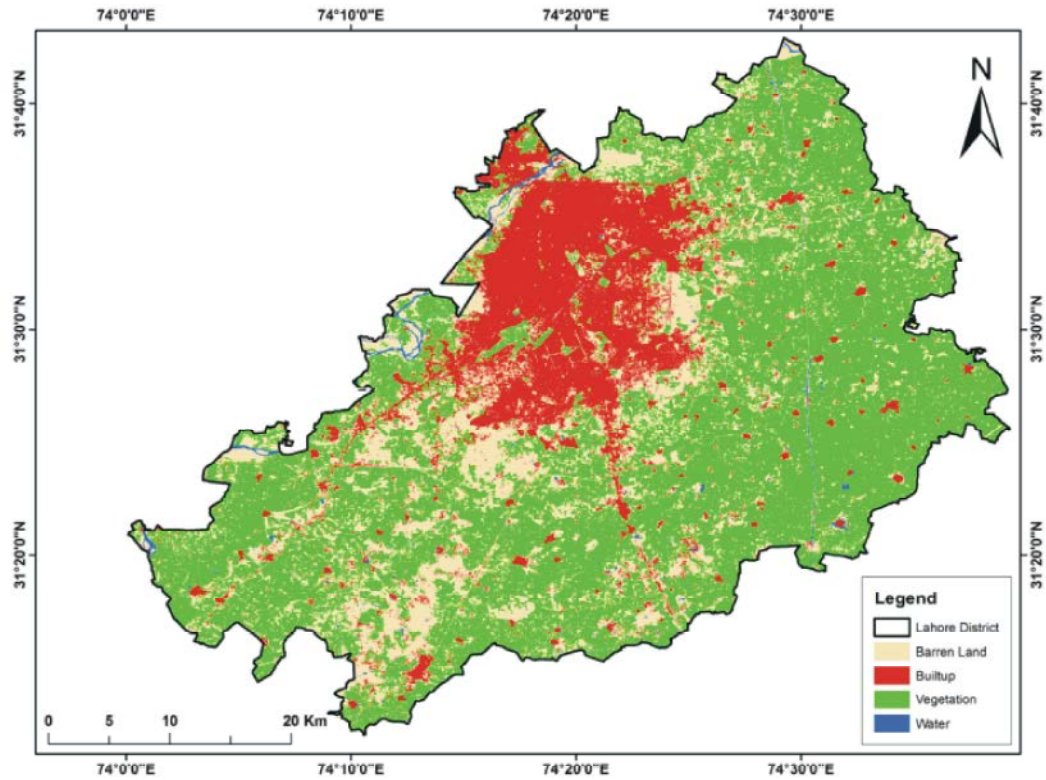 74°0'0"E 74°10'0"E 74°20'0"E 74°30'0"E
N
31°40'0"N 31°40'0"N
31°30'0"N 31°30'0"N
31°20'0"N 31°20'0"N
Legend
Lahore District
Barren Land
Builtup
Vegetation
Water
0 5 10 20 Km
74°0'0"E 74°10'0"E 74°20'0"E 74°30'0"E